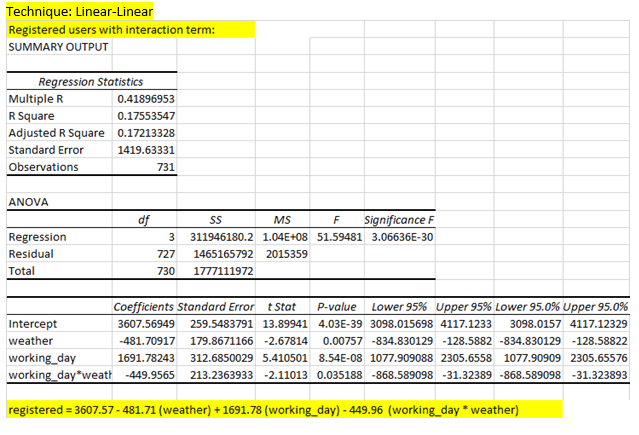 Technique: Linear-Linear
Registered users with interaction term:
SUMMARY OUTPUT
Regression Statistics
Multiple R 0.41896953
R Square 0.17553547
Adjusted R Square 0.17213328
Standard Error 1419.63331
Observations 731
ANOVA
df SS MS F Significance F
Regression 3 311946180.2 1.04E+08 51.59481 3.06636E-30
Residual 727 1465165792 2015359
Total 730 1777111972
Coefficients Standard Error t Stat P-value Lower 95% Upper 95% Lower 95.0% Upper 95.0%
Intercept 3607.56949 259.5483791 13.89941 4.03E-39 3098.015698 4117.1233 3098.0157 4117.12329
weather -481.70917 179.8671166 -2.67814 0.00757 -834.830129 -128.5882 -834.830129 -128.58822
working_day 1691.78243 312.6850029 5.410501 8.54E-08 1077.909088 2305.6558 1077.90909 2305.65576
working_day*weath -449.9565 213.2363933 -2.11013 0.035188 -868.589098 -31.32389 -868.589098 -31.323893
registered = 3607.57 - 481.71 (weather) + 1691.78 (working_day) - 449.96 (working_day * weather)